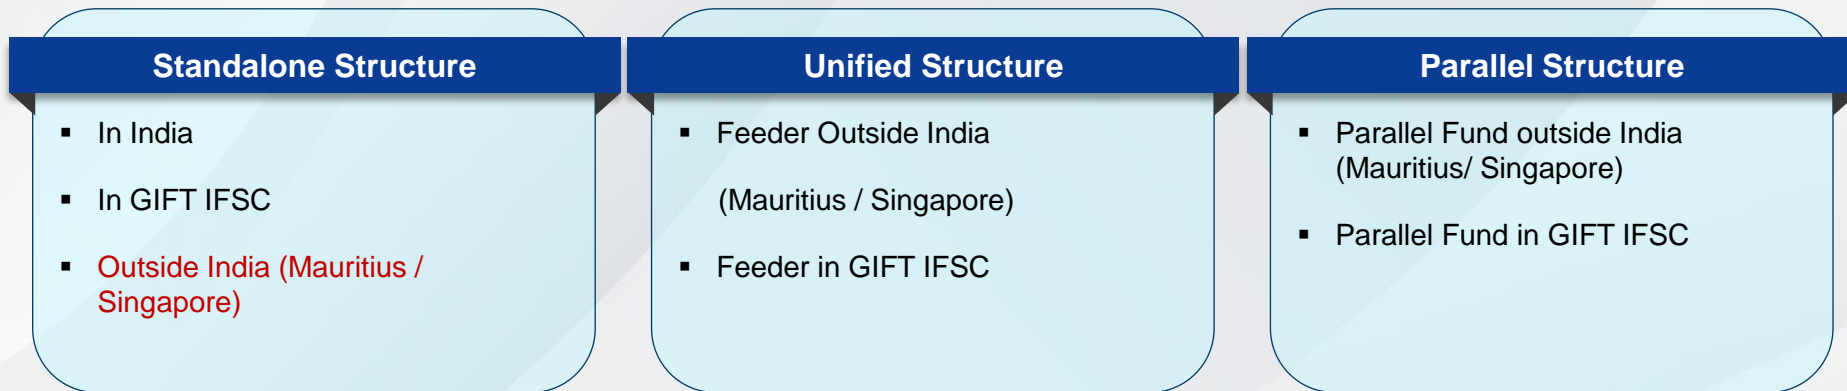 Standalone Structure
▪ In India
▪ In GIFT IFSC
▪ Outside India (Mauritius /
Singapore)
Unified Structure
▪ Feeder Outside India
(Mauritius / Singapore)
▪ Feeder in GIFT IFSC
Parallel Structure
▪ Parallel Fund outside India
(Mauritius/ Singapore)
▪ Parallel Fund in GIFT IFSC